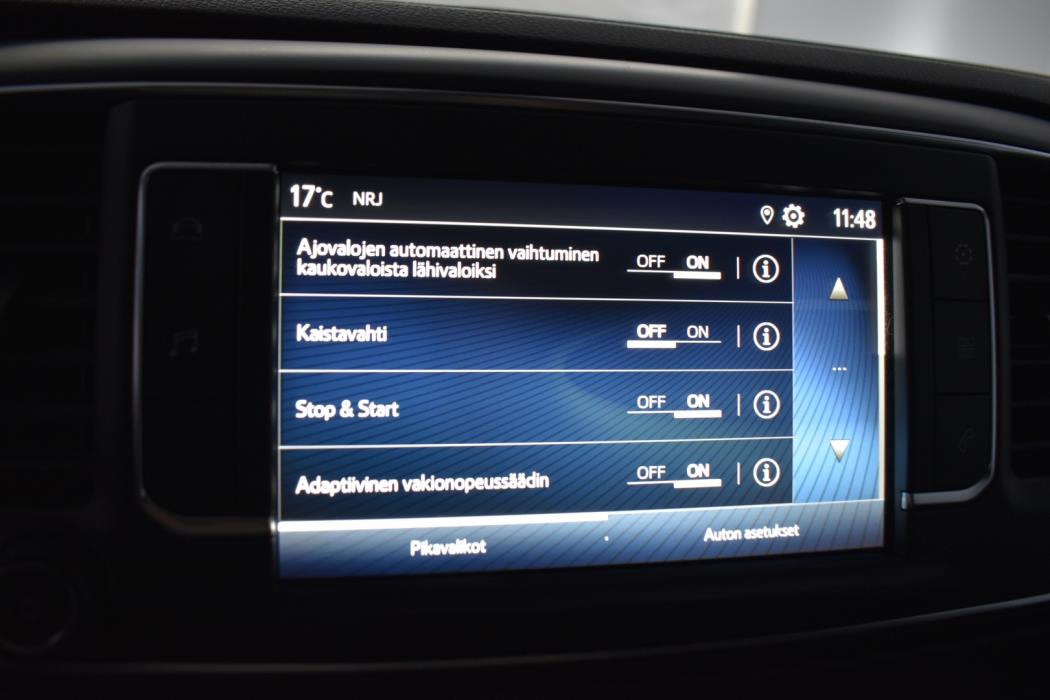 17°C NRJ 11:48
Ajovalojen automaattinen vaihtuminen
kaukovaloista lähivaloiksi OFF ON
Kaistavahti OFF ON
Stop & Start OFF ON
Adaptiivinen vakionopeussäädin OFF ON
Pikavalikot Auton asetukset